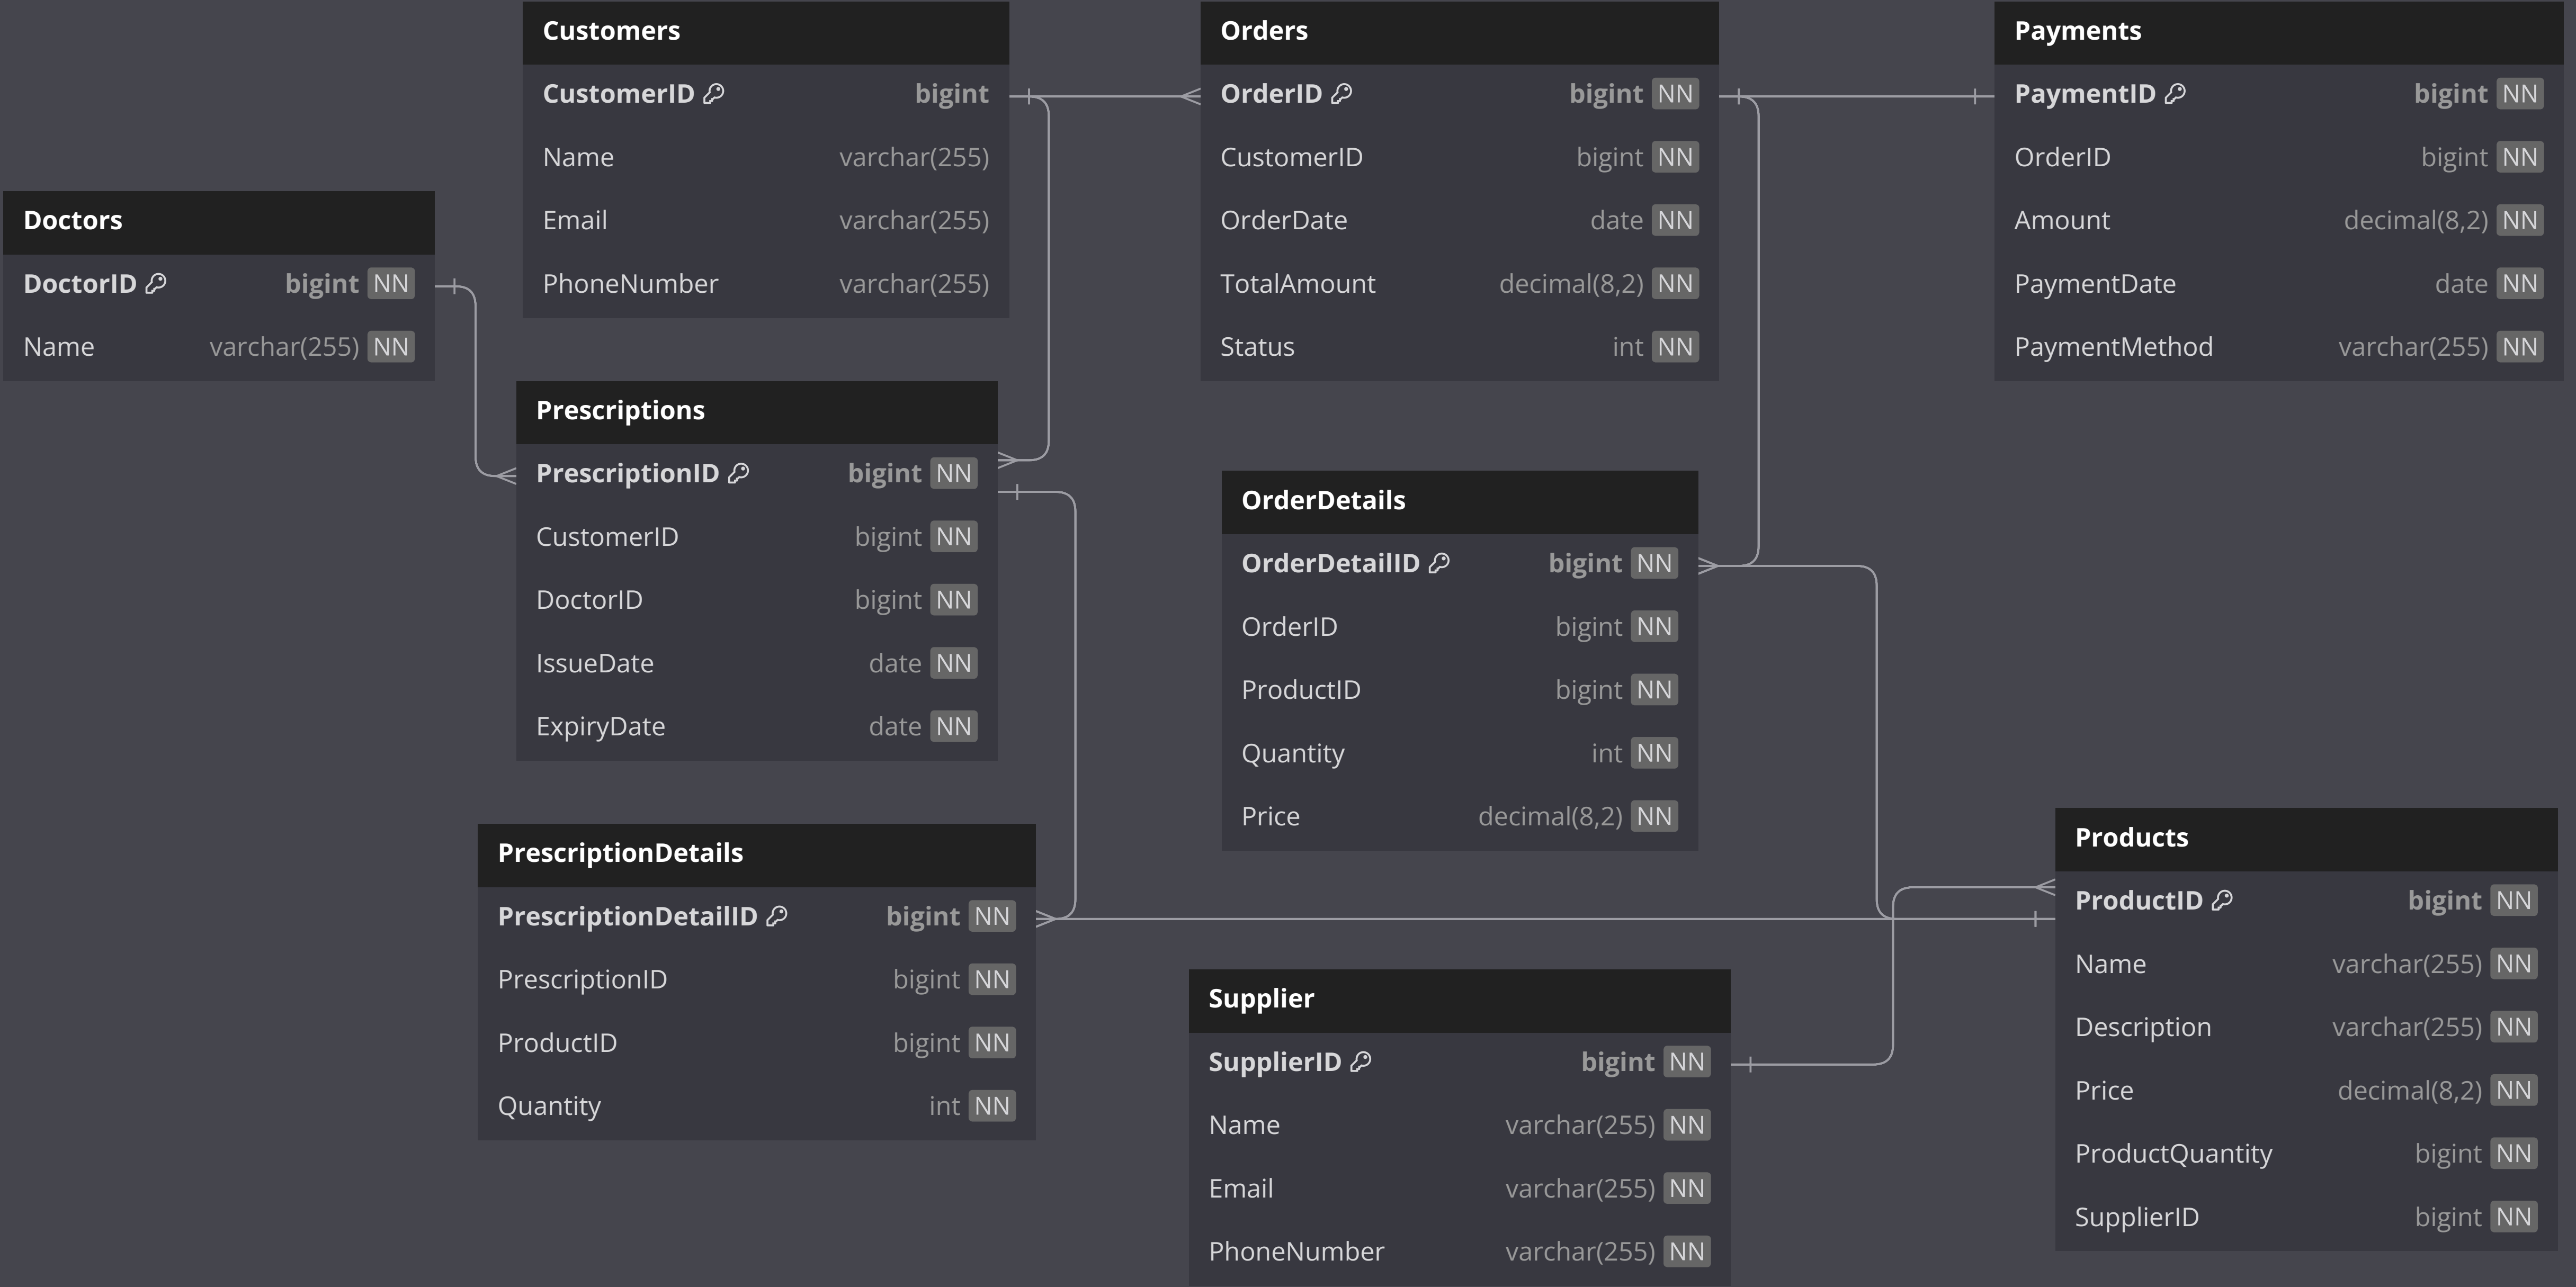 Customers
CustomerID bigint
Name varchar(255)
Email varchar(255)
PhoneNumber varchar(255)
Orders
OrderID bigint NN
CustomerID bigint NN
OrderDate date NN
TotalAmount decimal(8,2) NN
Status int NN
Payments
PaymentID bigint NN
OrderID bigint NN
Amount decimal(8,2) NN
PaymentDate date NN
PaymentMethod varchar(255) NN
Doctors
DoctorID bigint NN
Name varchar(255) NN
Prescriptions
PrescriptionID bigint NN
CustomerID bigint NN
DoctorID bigint NN
IssueDate date NN
ExpiryDate date NN
OrderDetails
OrderDetailID bigint NN
OrderID bigint NN
ProductID bigint NN
Quantity int NN
Price decimal(8,2) NN
PrescriptionDetails
PrescriptionDetailID bigint NN
PrescriptionID bigint NN
ProductID bigint NN
Quantity int NN
Supplier
SupplierID bigint NN
Name varchar(255) NN
Email varchar(255) NN
PhoneNumber varchar(255) NN
Products
ProductID bigint NN
Name varchar(255) NN
Description varchar(255) NN
Price decimal(8,2) NN
ProductQuantity bigint NN
SupplierID bigint NN